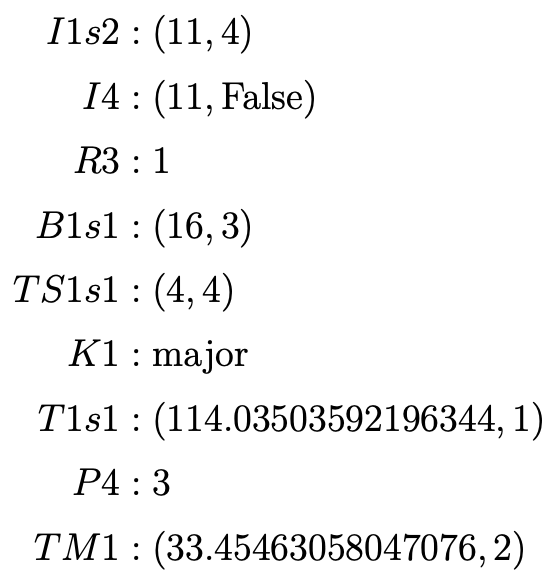 I1s2 : (11, 4)
I4 : (11, False)
R3 : 1
B1s1 : (16, 3)
TS1s1 : (4, 4)
K1 : major
T1s1 : (114.03503592196344, 1)
P4 : 3
TM1 : (33.45463058047076, 2)